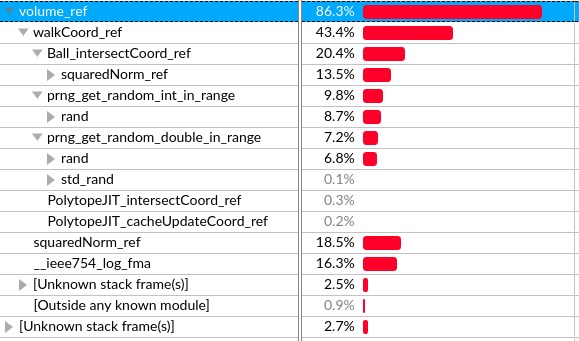 volume_ref 86.3%
walkCoord_ref 43.4%
Ball_intersectCoord_ref 20.4%
squaredNorm_ref 13.5%
prng_get_random_int_in_range 9.8%
rand 8.7%
prng_get_random_double_in_range 7.2%
rand 6.8%
std_rand 0.1%
PolytopeJIT_intersectCoord_ref 0.3%
PolytopeJIT_cacheUpdateCoord_ref 0.2%
squaredNorm_ref 18.5%
__ieee754_log_fma 16.3%
[Unknown stack frame(s)] 2.5%
[Outside any known module] 0.9%
[Unknown stack frame(s)] 2.7%